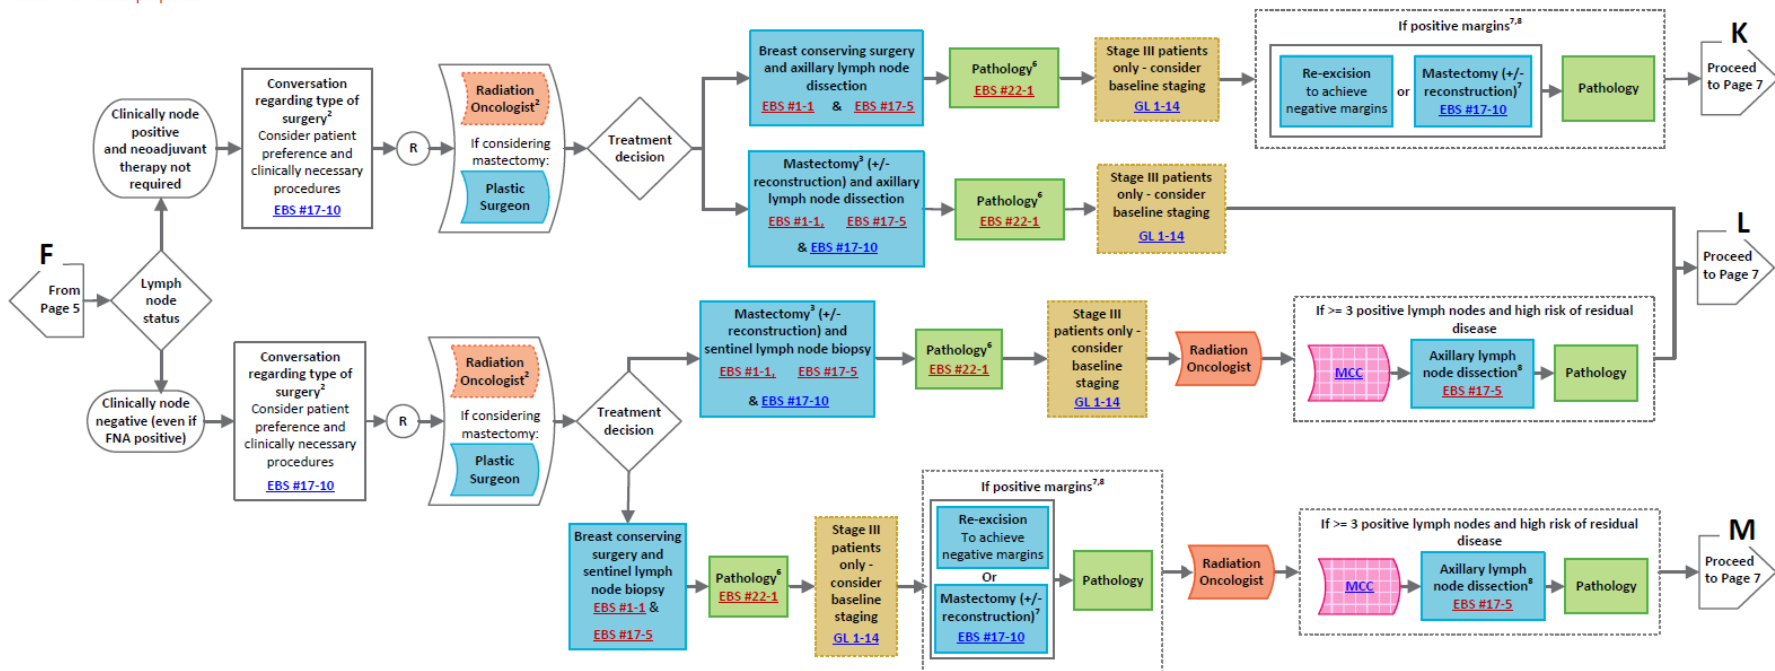 F
From
Page 5
Lymph
node
status
Clinically node
positive
and neoadjuvant
therapy not
required
Conversation
regarding type of
surgery²
Consider patient
preference and
clinically necessary
procedures
EBS #17-10
R
Radiation
Oncologist²
If considering
mastectomy:
Plastic
Surgeon
Treatment
decision
Breast conserving surgery
and axillary lymph node
dissection
EBS #1-1 & EBS #17-5
Pathology⁶
EBS #22-1
Stage III patients
only - consider
baseline staging
GL 1-14
If positive margins⁷,⁸
Re-excision
to achieve
negative margins
or
Mastectomy (+/-
reconstruction)⁷
EBS #17-10
Pathology
K
Proceed
to Page 7
Mastectomy³ (+/-
reconstruction) and axillary
lymph node dissection
EBS #1-1, EBS #17-5
& EBS #17-10
Pathology⁶
EBS #22-1
Stage III patients
only - consider
baseline staging
GL 1-14
L
Proceed
to Page 7
Clinically node
negative (even if
FNA positive)
Conversation
regarding type of
surgery²
Consider patient
preference and
clinically necessary
procedures
EBS #17-10
R
Radiation
Oncologist²
If considering
mastectomy:
Plastic
Surgeon
Treatment
decision
Mastectomy³ (+/-
reconstruction) and
sentinel lymph node biopsy
EBS #1-1, EBS #17-5
& EBS #17-10
Pathology⁶
EBS #22-1
Stage III
patients only -
consider
baseline
staging
GL 1-14
Radiation
Oncologist
If >= 3 positive lymph nodes and high risk of residual
disease
MCC
Axillary lymph
node dissection⁸
EBS #17-5
Pathology
Breast conserving
surgery and
sentinel lymph
node biopsy
EBS #1-1 &
EBS #17-5
Pathology⁶
EBS #22-1
Stage III
patients
only -
consider
baseline
staging
GL 1-14
If positive margins⁷,⁸
Re-excision
To achieve
negative margins
Or
Mastectomy (+/-
reconstruction)⁷
EBS #17-10
Pathology
Radiation
Oncologist
If >= 3 positive lymph nodes and high risk of residual
disease
MCC
Axillary lymph
node dissection⁸
EBS #17-5
Pathology
M
Proceed
to Page 7